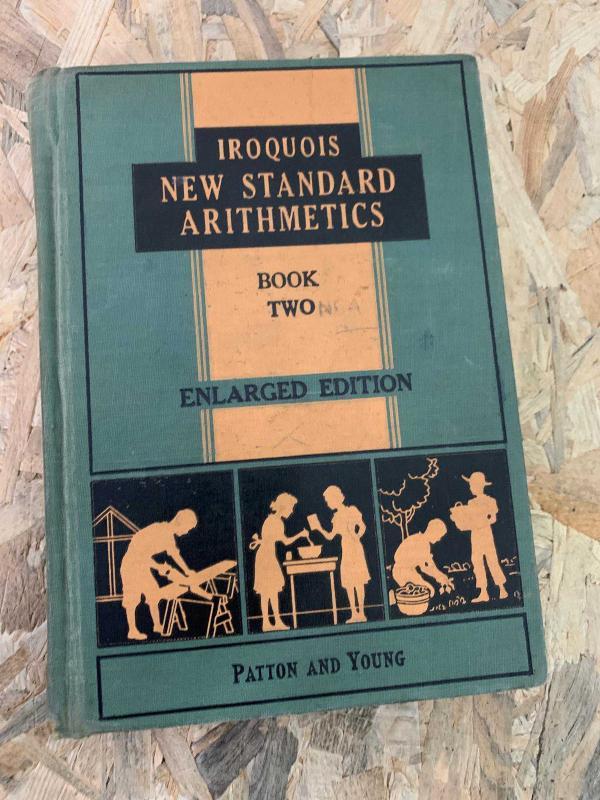 IROQUOIS
NEW STANDARD
ARITHMETICS
BOOK
TWO
ENLARGED EDITION
PATTON AND YOUNG